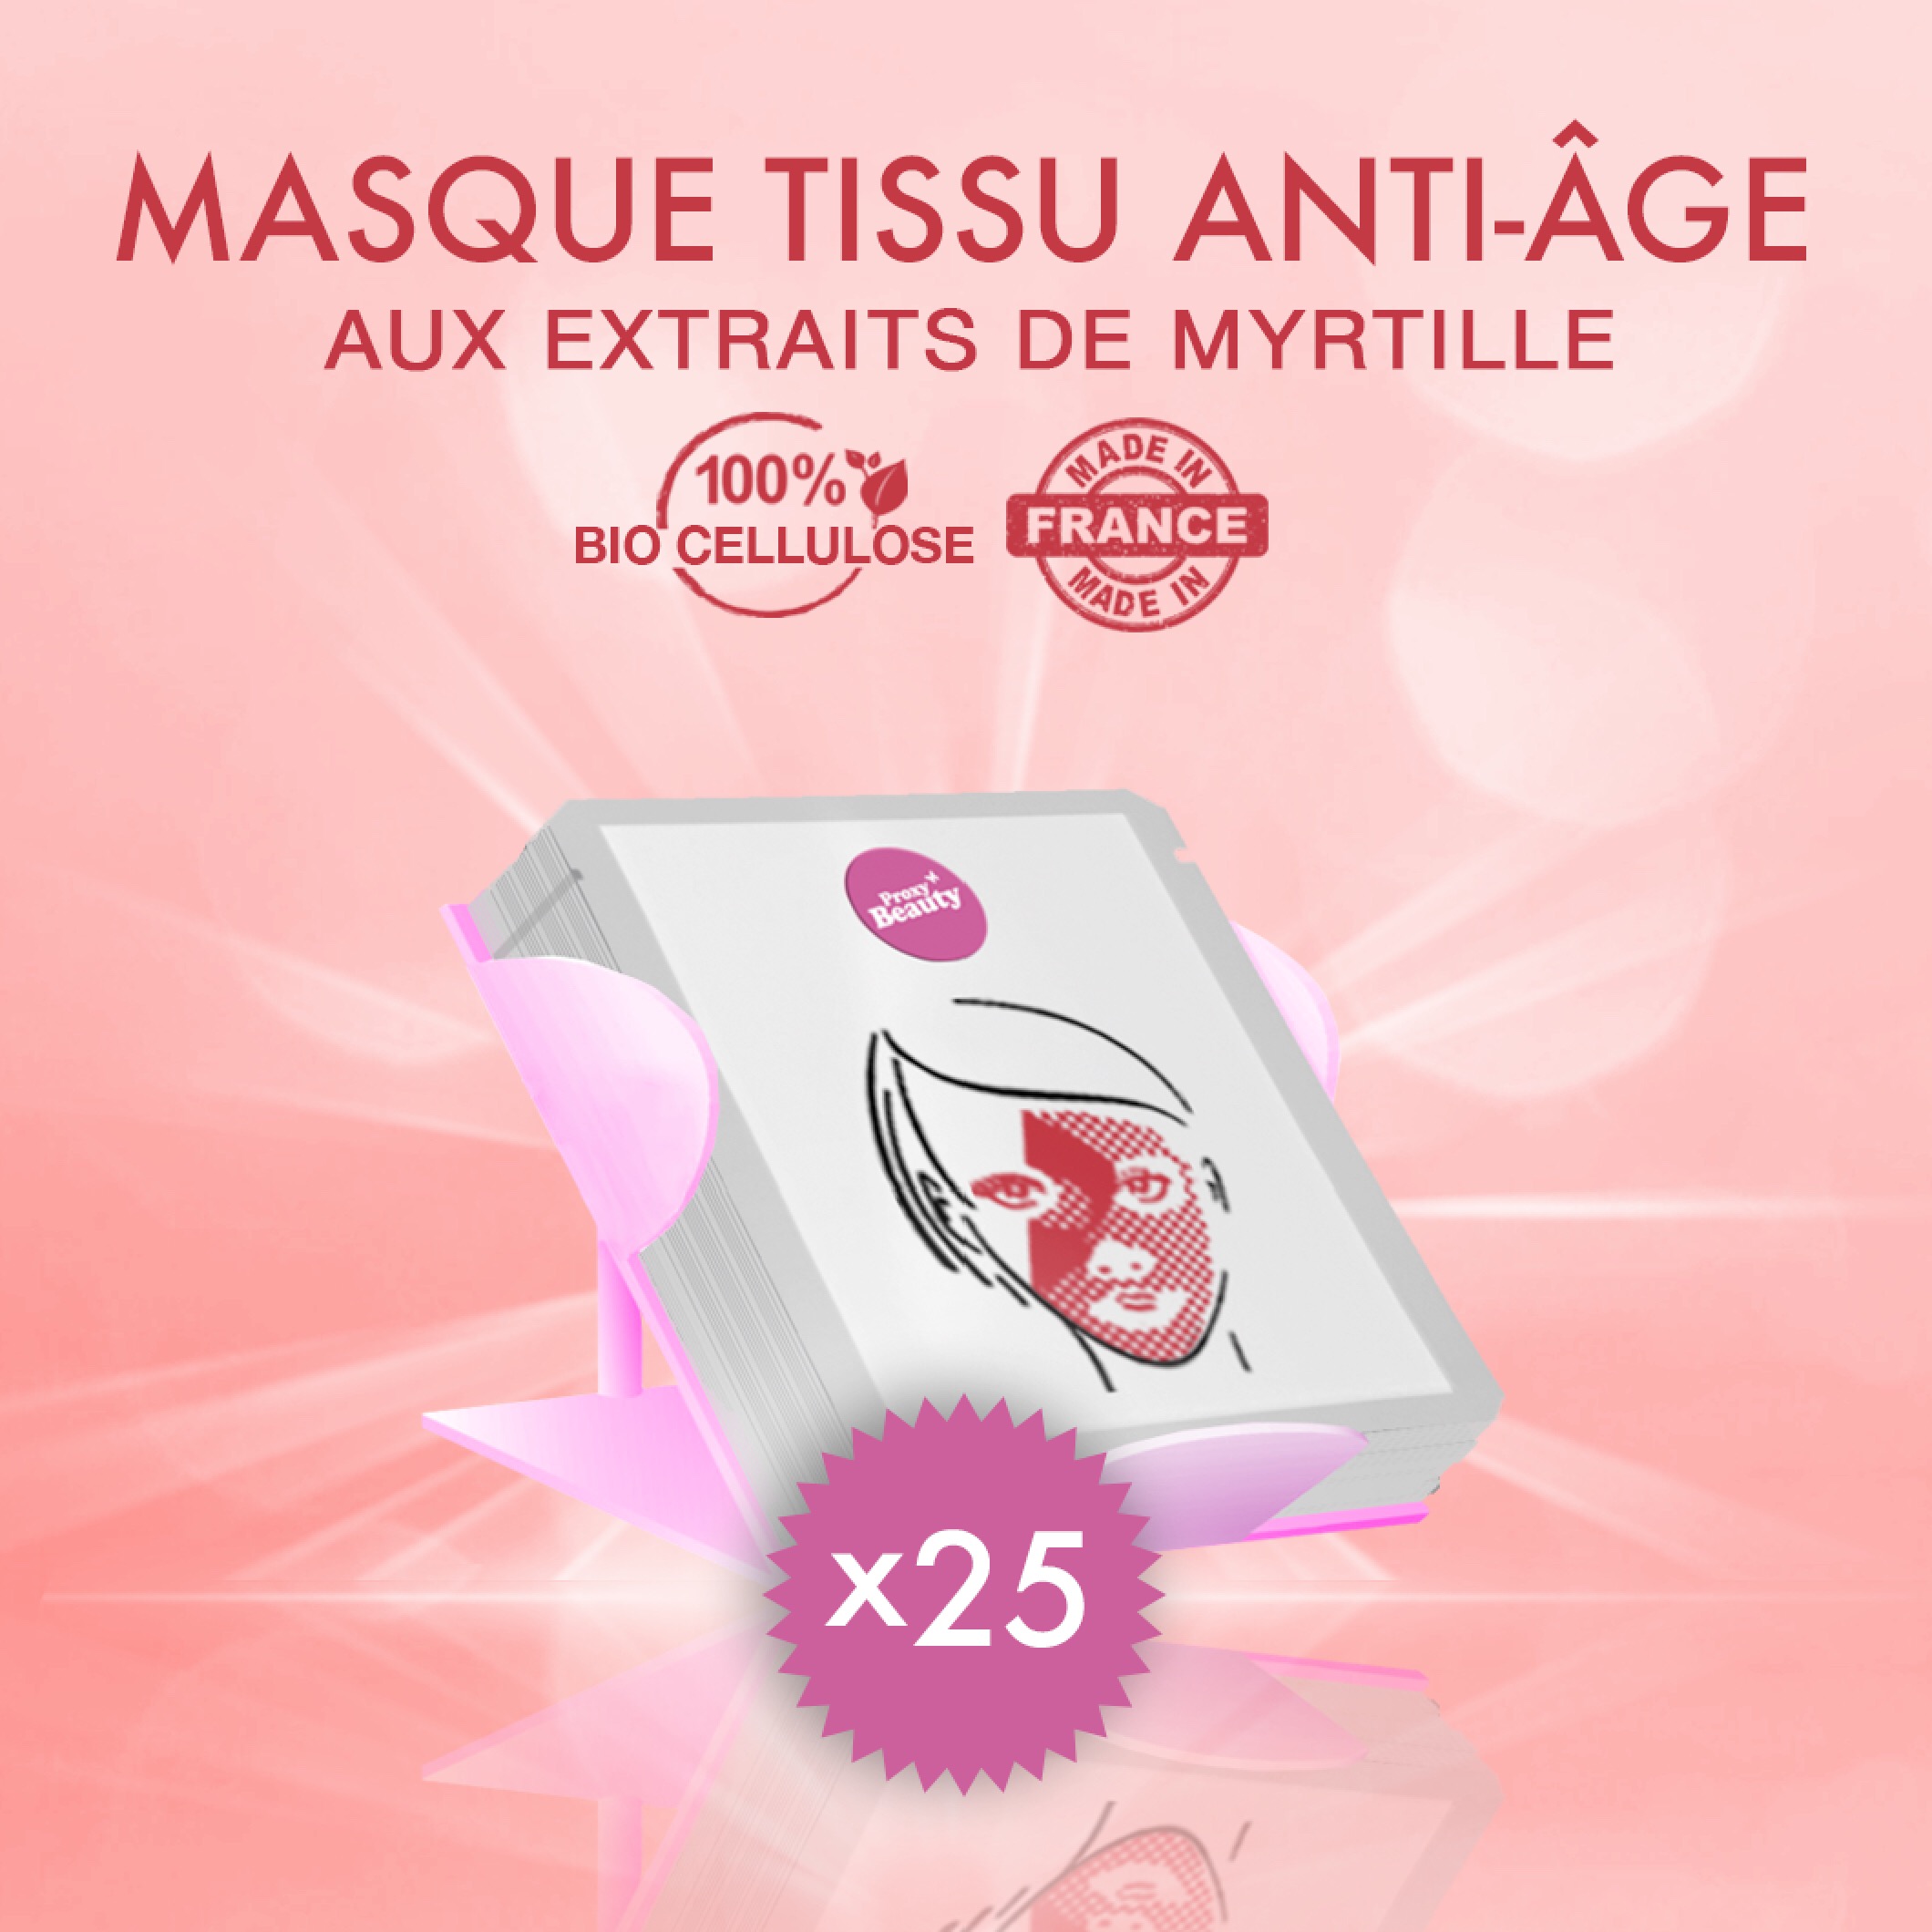 MASQUE TISSU ANTI-ÂGE
AUX EXTRAITS DE MYRTILLE
100%
BIO CELLULOSE
MADE IN
FRANCE
MADE IN
Proxy
Beauty
x25